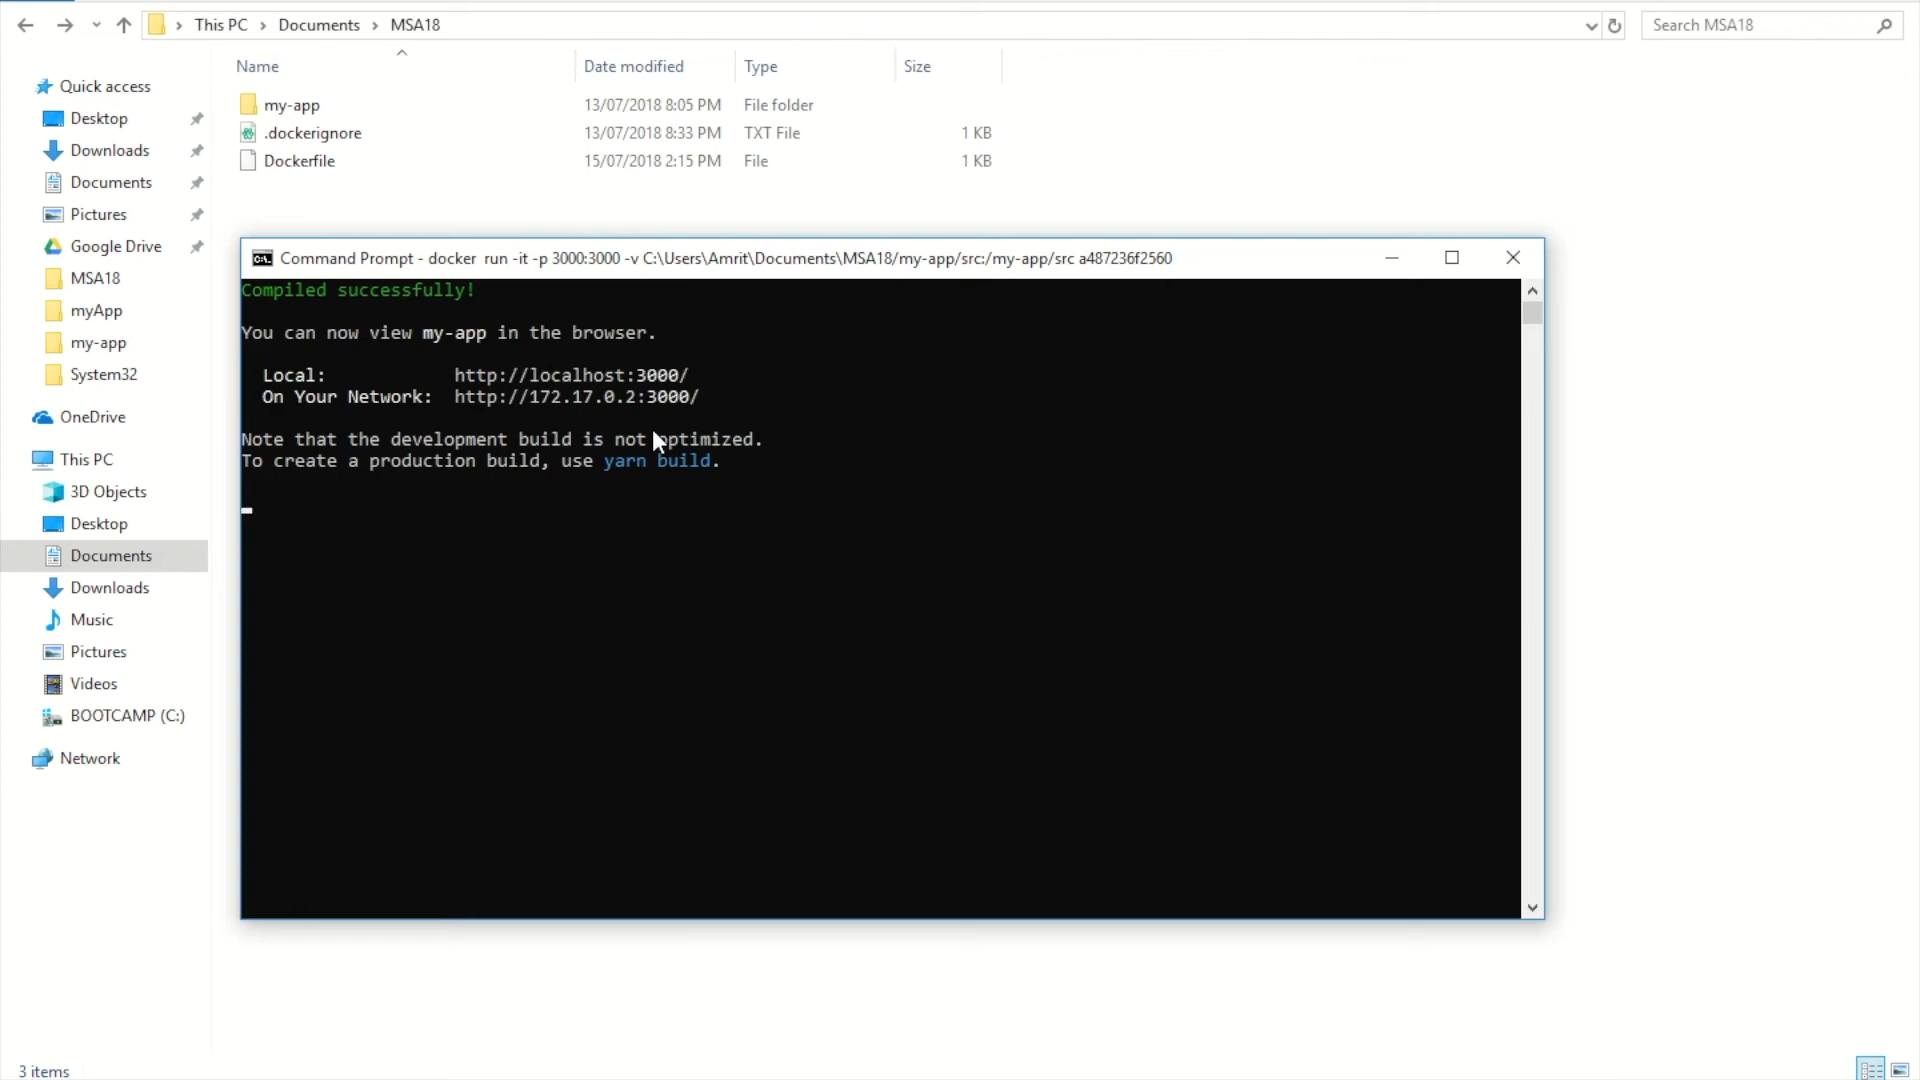 This PC > Documents > MSA18
Search MSA18
Name Date modified Type Size
my-app 13/07/2018 8:05 PM File folder
.dockerignore 13/07/2018 8:33 PM TXT File 1 KB
Dockerfile 15/07/2018 2:15 PM File 1 KB
Quick access
Desktop
Downloads
Documents
Pictures
Google Drive
MSA18
myApp
my-app
System32
OneDrive
This PC
3D Objects
Desktop
Documents
Downloads
Music
Pictures
Videos
BOOTCAMP (C:)
Network
Command Prompt - docker run -it -p 3000:3000 -v C:\Users\Amrit\Documents\MSA18/my-app/src:/my-app/src a487236f2560
Compiled successfully!
You can now view my-app in the browser.
Local: http://localhost:3000/
On Your Network: http://172.17.0.2:3000/
Note that the development build is not optimized.
To create a production build, use yarn build.
3 items